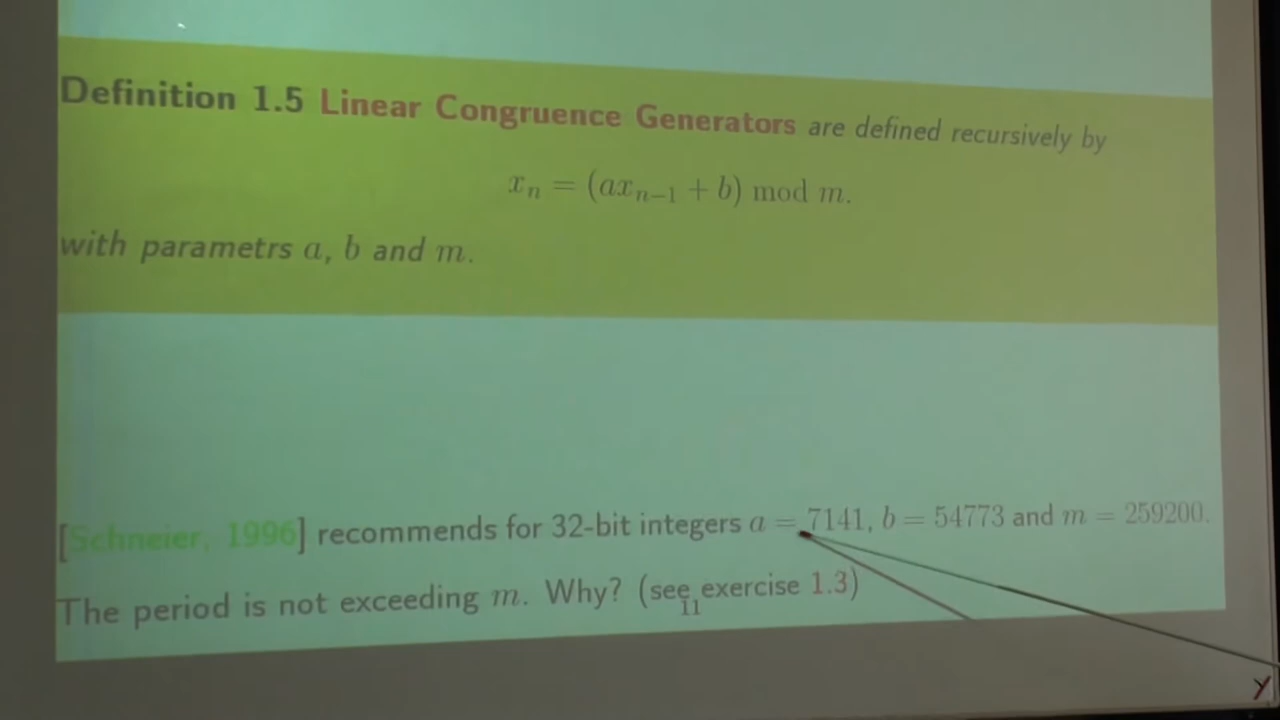 Definition 1.5 Linear Congruence Generators are defined recursively by
xₙ = (axₙ₋₁ + b) mod m.
with parametrs a, b and m.
[Schneier, 1996] recommends for 32-bit integers a = 7141, b = 54773 and m = 259200.
The period is not exceeding m. Why? (see exercise 1.3)
11
y